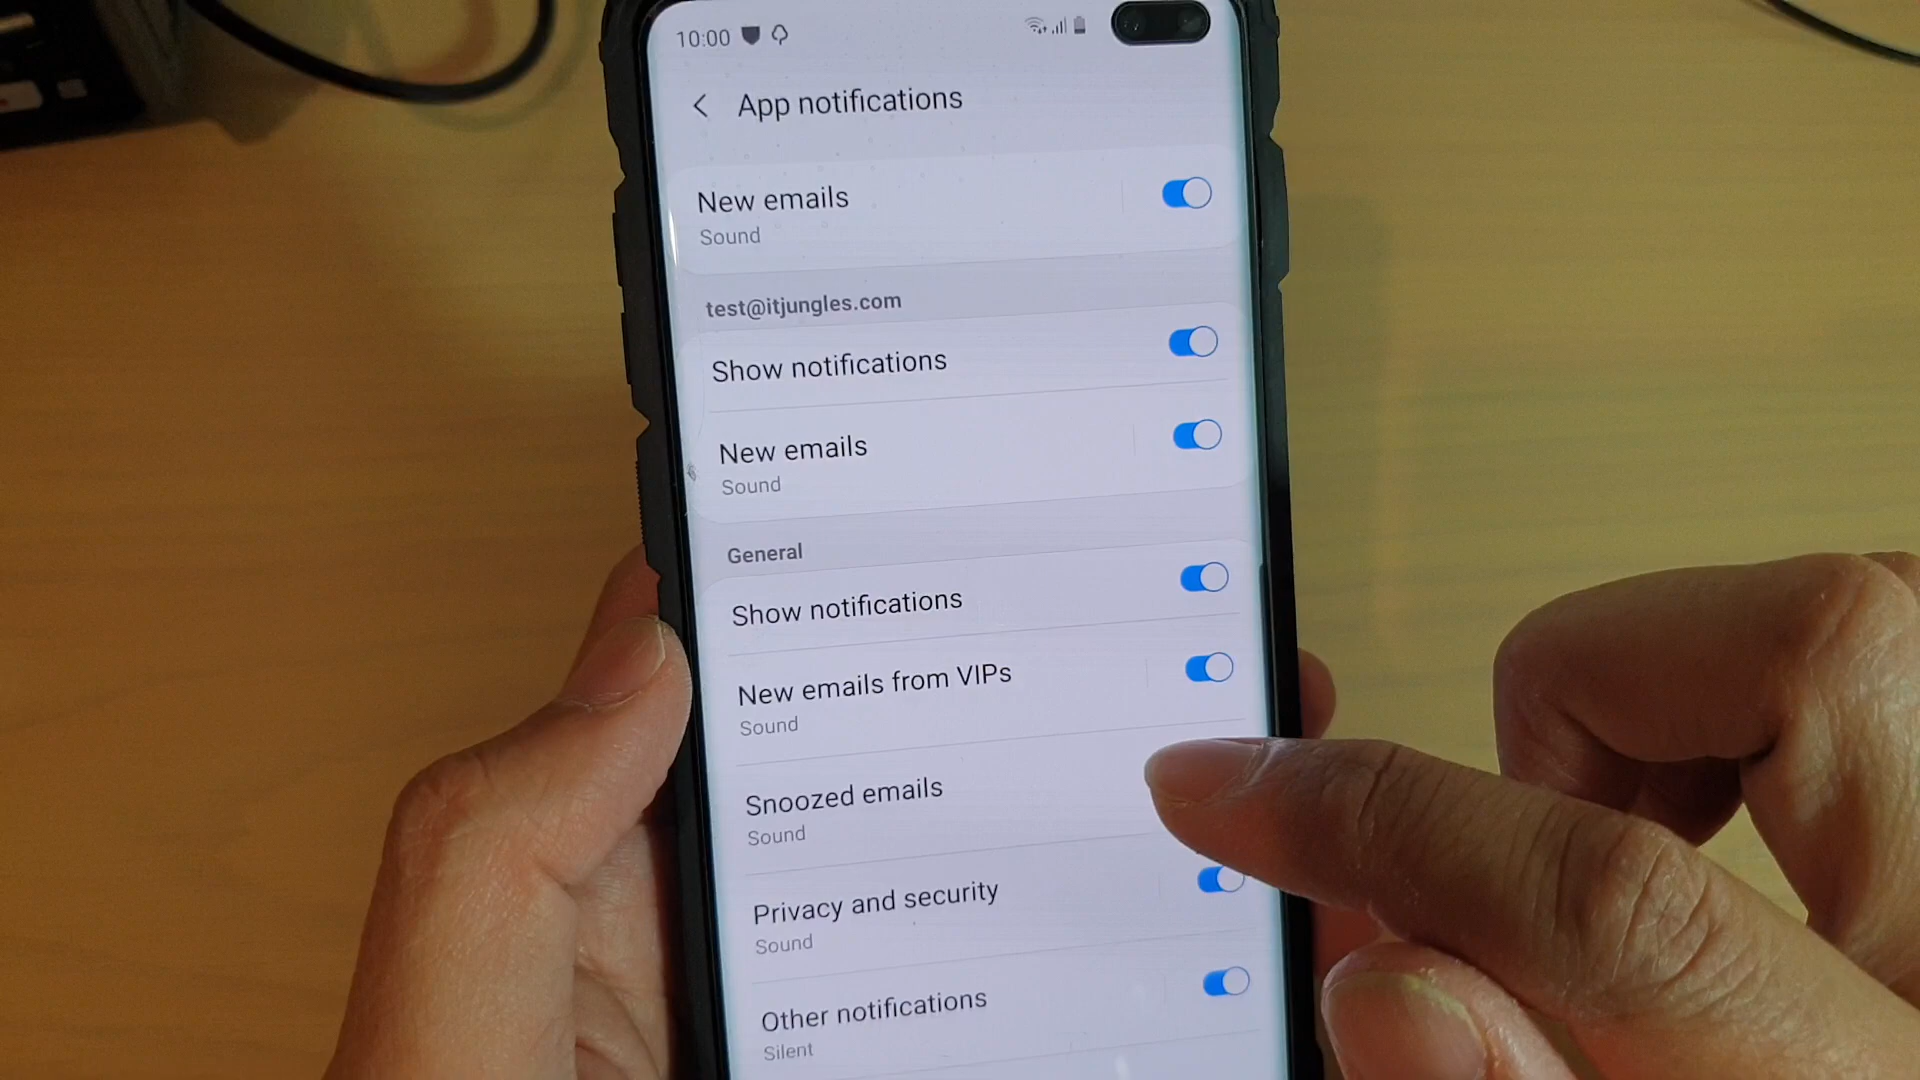 10:00
App notifications
New emails
Sound
test@itjungles.com
Show notifications
New emails
Sound
General
Show notifications
New emails from VIPs
Sound
Snoozed emails
Sound
Privacy and security
Sound
Other notifications
Silent